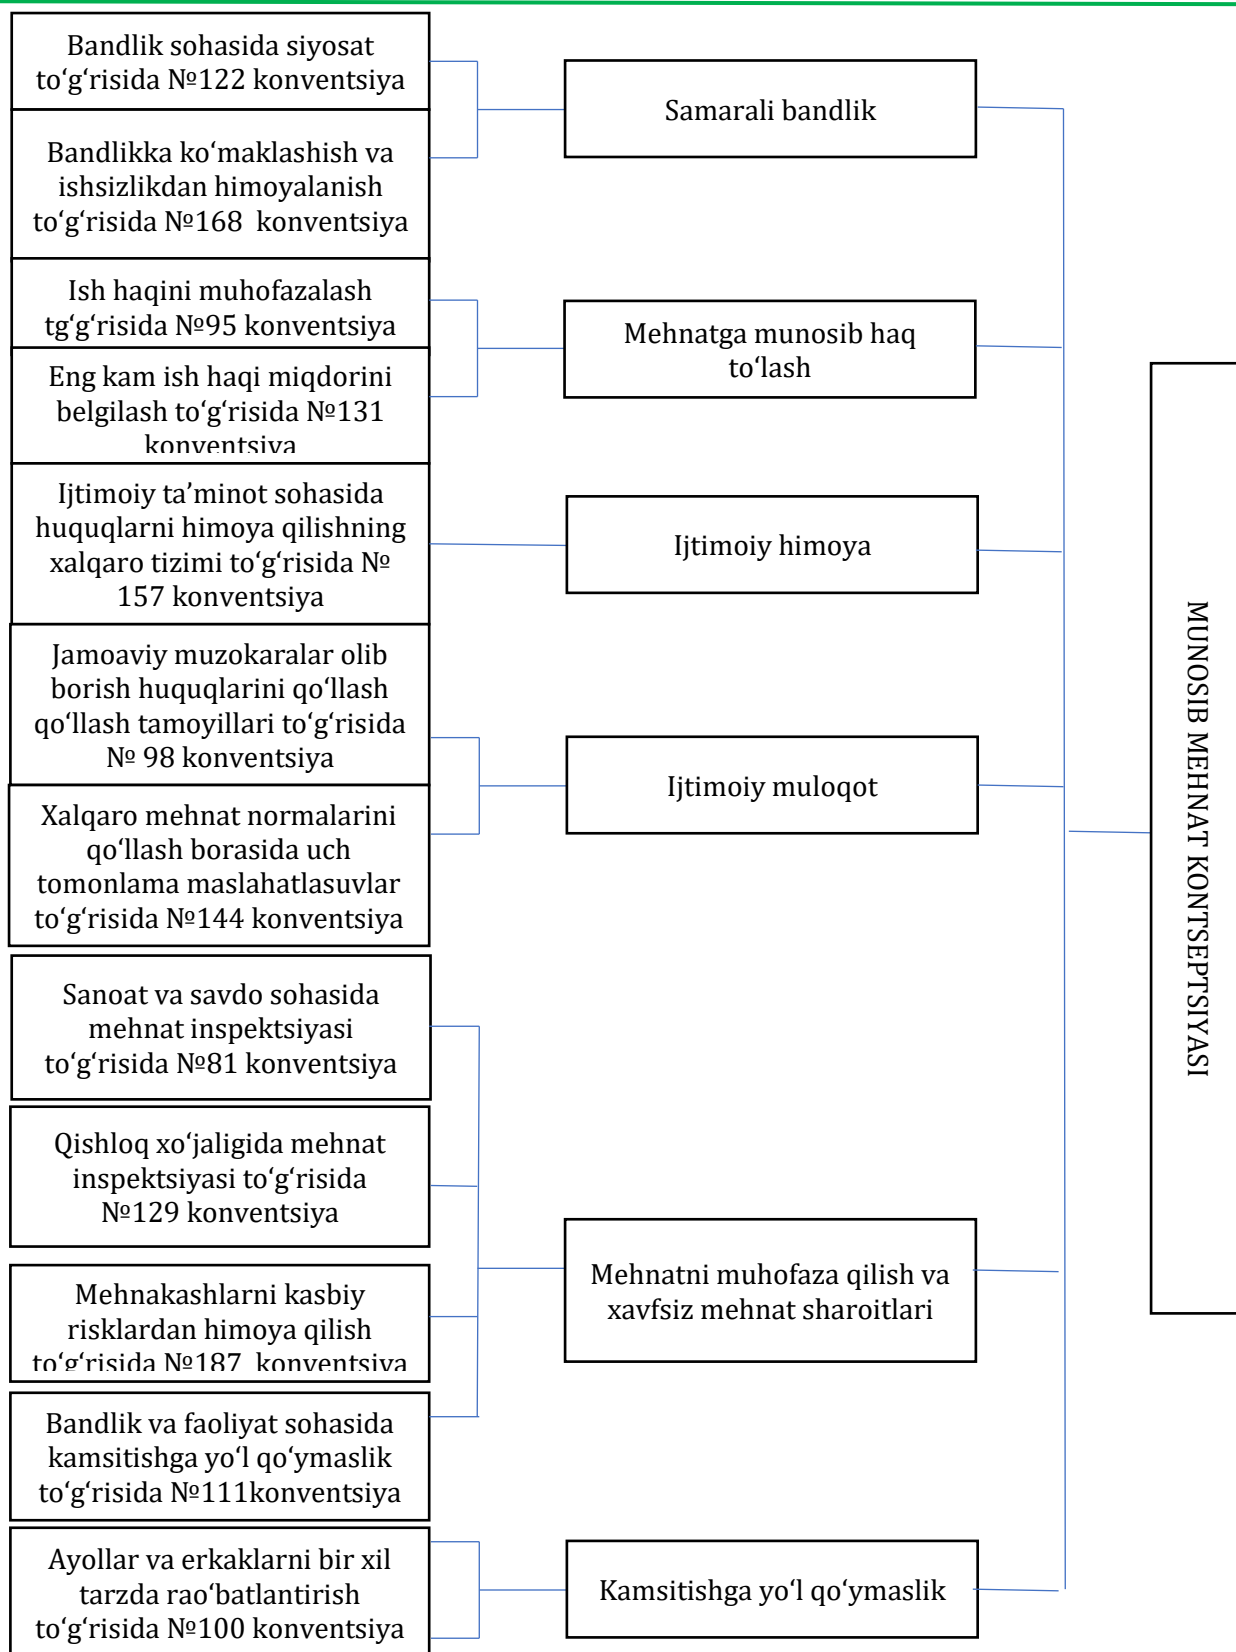 Bandlik sohasida siyosat
to‘g‘risida №122 konventsiya
Bandlikka ko‘maklashish va
ishsizlikdan himoyalanish
to‘g‘risida №168 konventsiya
Ish haqini muhofazalash
tg‘g‘risida №95 konventsiya
Eng kam ish haqi miqdorini
belgilash to‘g‘risida №131
konventsiya
Ijtimoiy ta’minot sohasida
huquqlarni himoya qilishning
xalqaro tizimi to‘g‘risida №
157 konventsiya
Jamoaviy muzokaralar olib
borish huquqlarini qo‘llash
qo‘llash tamoyillari to‘g‘risida
№ 98 konventsiya
Xalqaro mehnat normalarini
qo‘llash borasida uch
tomonlama maslahatlasuvlar
to‘g‘risida №144 konventsiya
Sanoat va savdo sohasida
mehnat inspektsiyasi
to‘g‘risida №81 konventsiya
Qishloq xo‘jaligida mehnat
inspektsiyasi to‘g‘risida
№129 konventsiya
Mehnakashlarni kasbiy
risklardan himoya qilish
to‘g‘risida №187 konventsiya
Bandlik va faoliyat sohasida
kamsitishga yo‘l qo‘ymaslik
to‘g‘risida №111konventsiya
Ayollar va erkaklarni bir xil
tarzda rao‘batlantirish
to‘g‘risida №100 konventsiya
Samarali bandlik
Mehnatga munosib haq
to‘lash
Ijtimoiy himoya
Ijtimoiy muloqot
Mehnatni muhofaza qilish va
xavfsiz mehnat sharoitlari
Kamsitishga yo‘l qo‘ymaslik
MUNOSIB MEHNAT KONTSEPTSIYASI